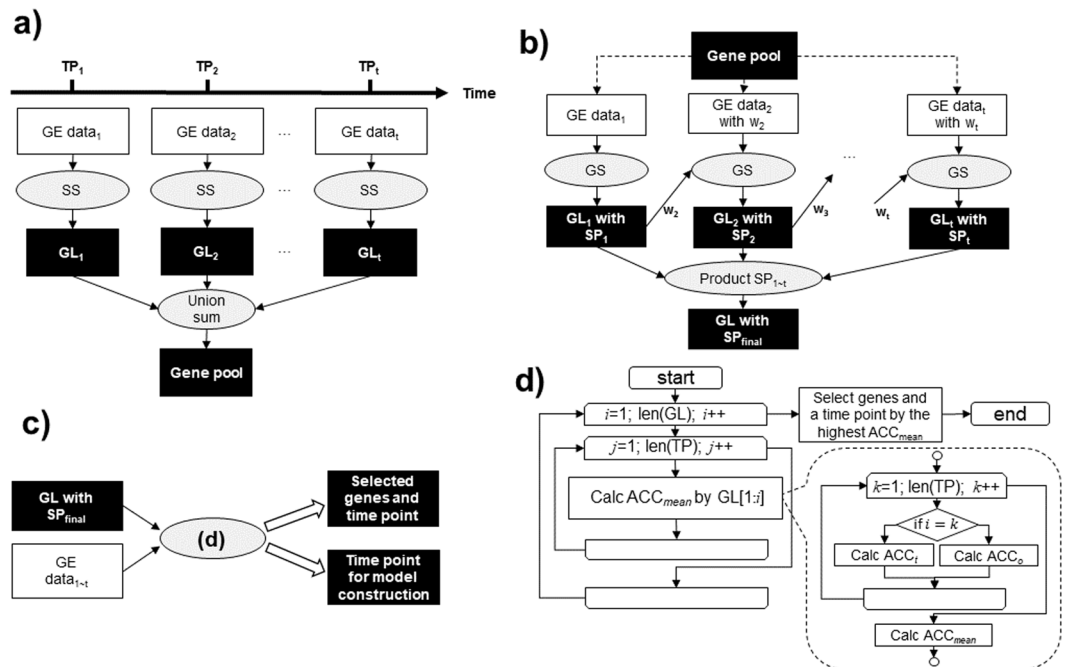 a)
TP1
TP2
TPt
Time
GE data1
GE data2
...
GE datat
SS
SS
...
SS
GL1
GL2
...
GLt
Union
sum
Gene pool
b)
Gene pool
GE data1
GE data2
with w2
GE datat
with wt
GS
GS
...
GS
w2
w3
wt
GL1 with
SP1
GL2 with
SP2
GLt with
SPt
Product SP1~t
GL with
SPfinal
c)
GL with
SPfinal
GE
data1~t
(d)
Selected
genes and
time point
Time point
for model
construction
d)
start
i=1; len(GL); i++
Select genes and
a time point by the
highest ACCmean
end
j=1; len(TP); j++
Calc ACCmean by GL[1:i]
k=1; len(TP); k++
if i = k
Calc ACCt
Calc ACCo
Calc ACCmean